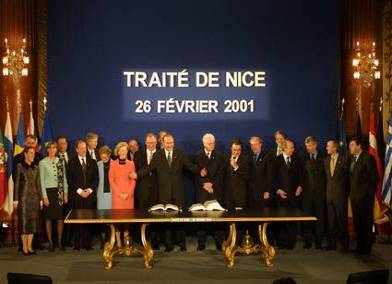 TRAITÉ DE NICE
26 FÉVRIER 2001